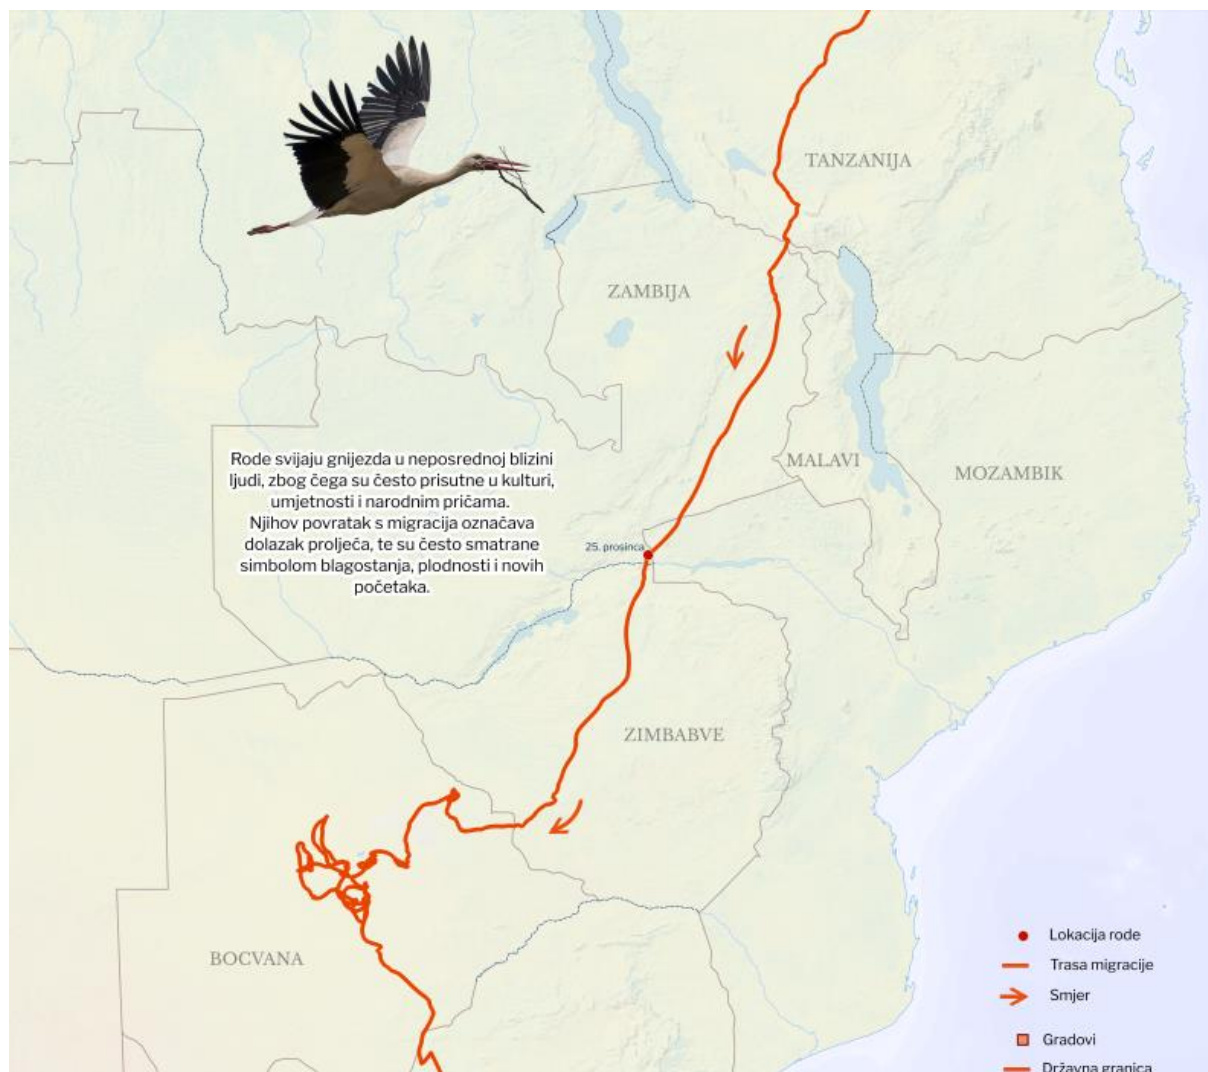 TANZANIJA
ZAMBIJA
MALAVI
MOZAMBIK
Rode svijaju gnijezda u neposrednoj blizini
ljudi, zbog čega su često prisutne u kulturi,
umjetnosti i narodnim pričama.
Njihov povratak s migracija označava
dolazak proljeća, te su često smatrane
simbolom blagostanja, plodnosti i novih
početaka.
25. prosinca
ZIMBABVE
BOCVANA
Lokacija rode
Trasa migracije
Smjer
Gradovi
Državna granica